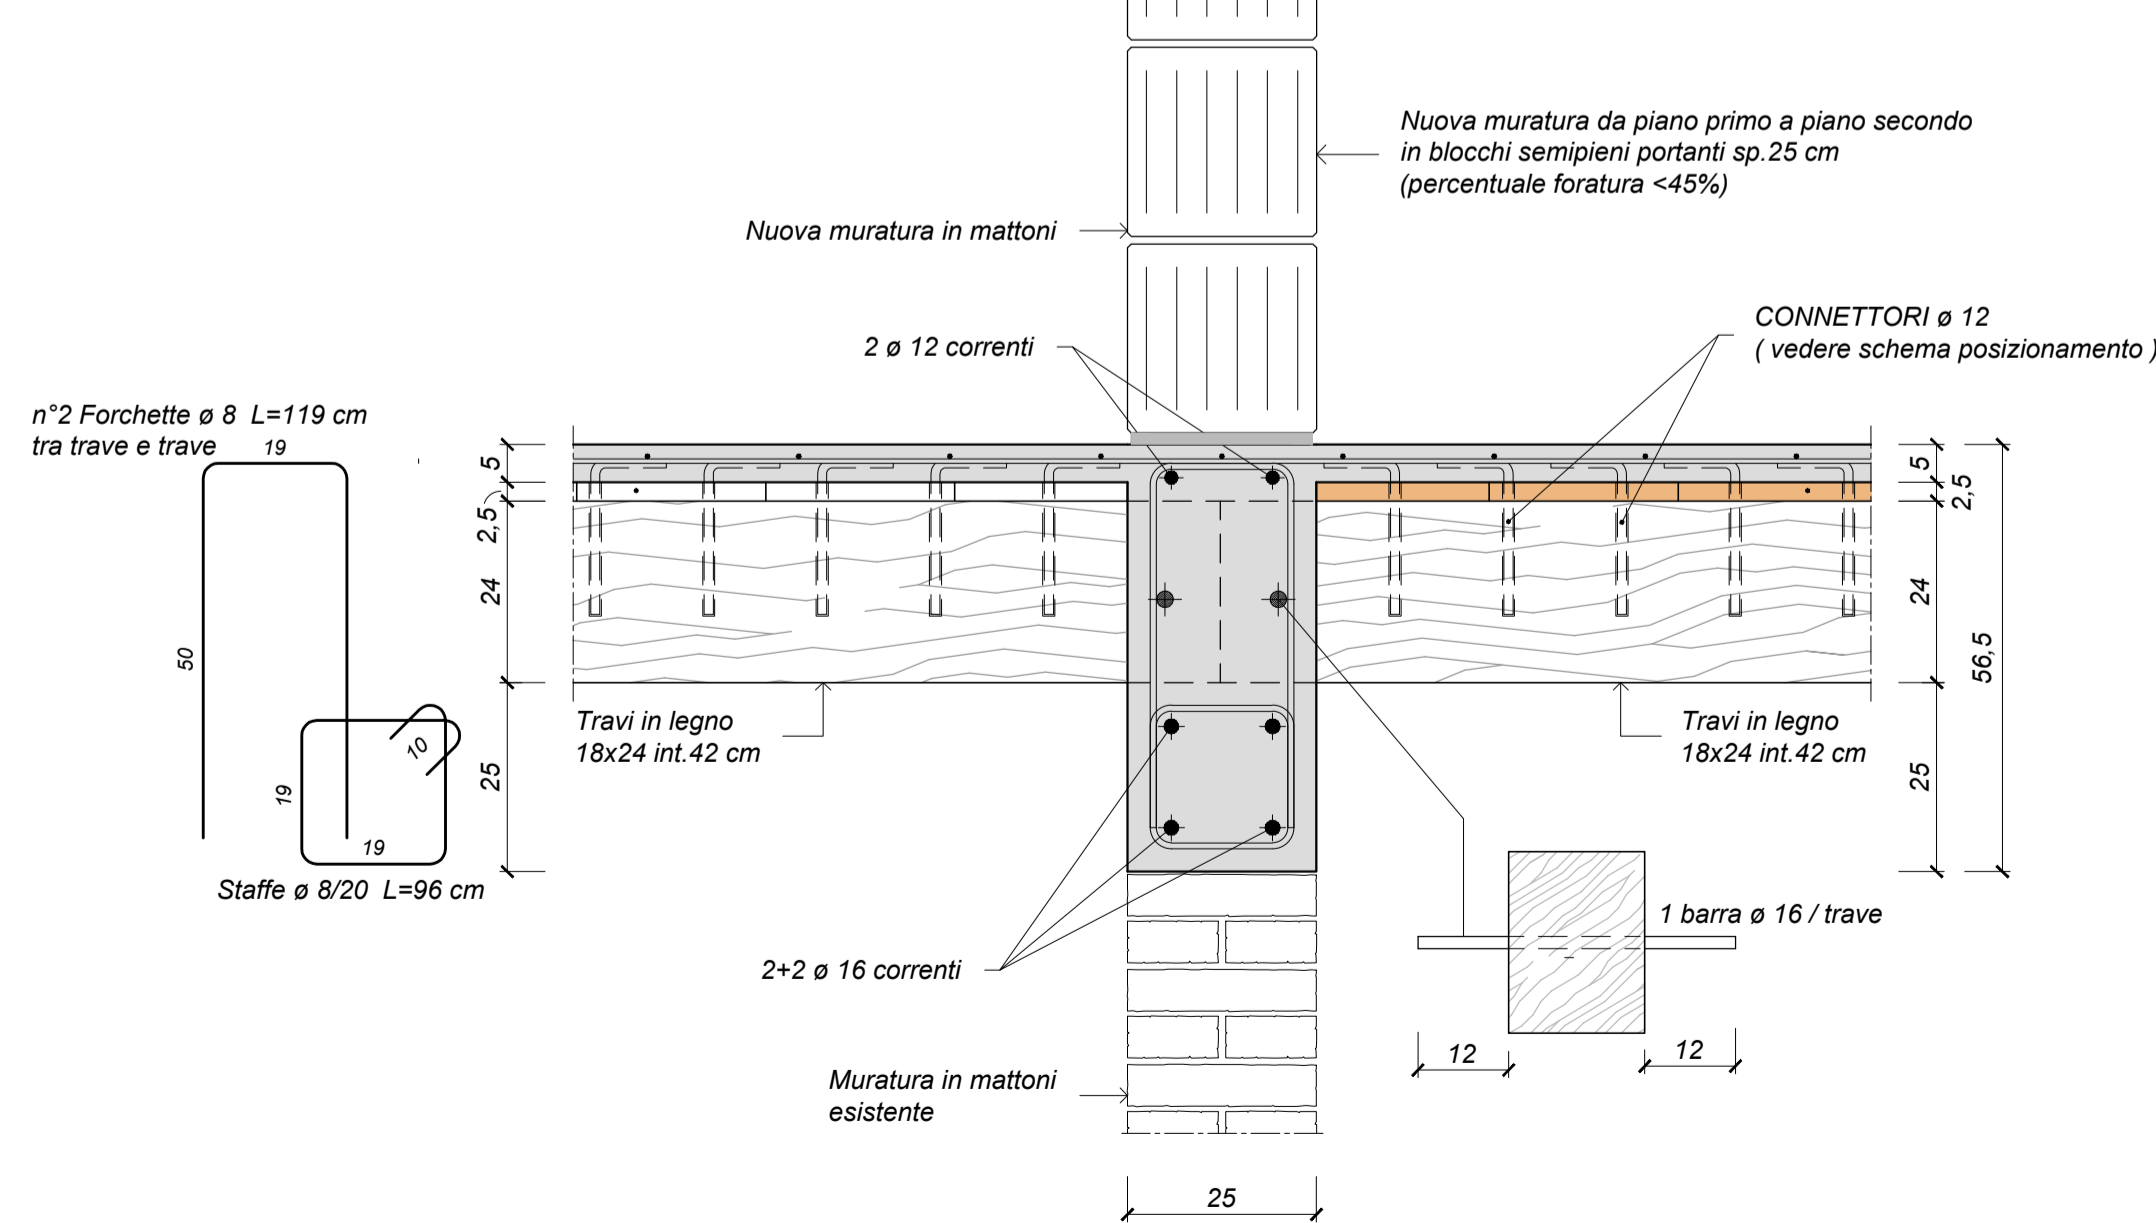 Nuova muratura da piano primo a piano secondo
in blocchi semipieni portanti sp.25 cm
(percentuale foratura <45%)
Nuova muratura in mattoni
CONNETTORI ø 12
( vedere schema posizionamento )
2 ø 12 correnti
n°2 Forchette ø 8 L=119 cm
tra trave e trave
19
50
10
19
19
Staffe ø 8/20 L=96 cm
5
2,5
24
25
5
2,5
24
25
56,5
Travi in legno
18x24 int.42 cm
Travi in legno
18x24 int.42 cm
1 barra ø 16 / trave
2+2 ø 16 correnti
12
12
Muratura in mattoni
esistente
25